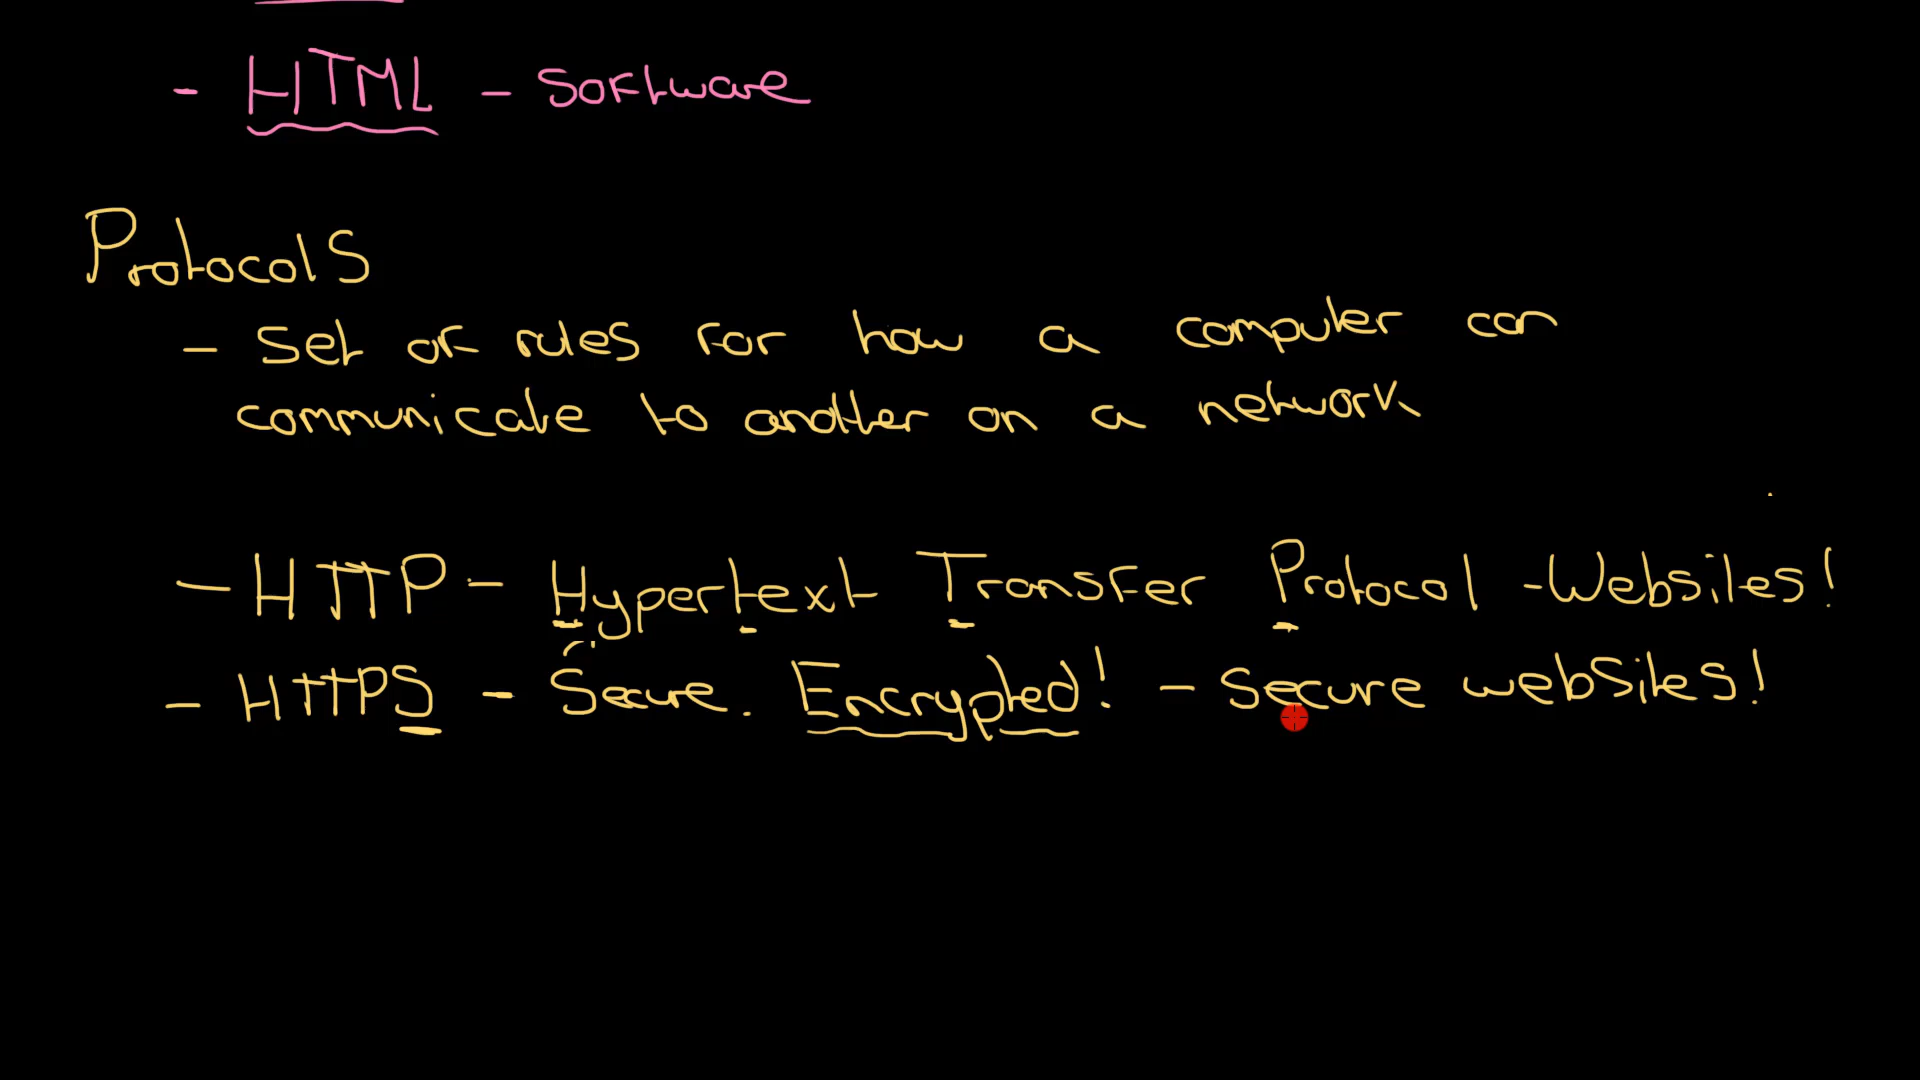 - HTML - Software
Protocols
- Set of rules for how a computer can
communicate to another on a network
- HTTP - Hypertext Transfer Protocol - Websites!
- HTTPS - Secure. Encrypted! - Secure websites!